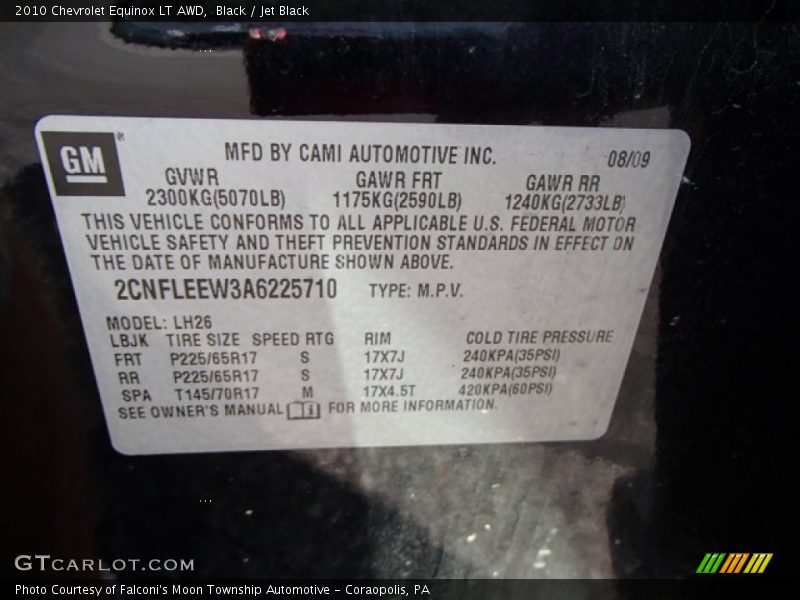 2010 Chevrolet Equinox LT AWD, Black / Jet Black
GM ®
MFD BY CAMI AUTOMOTIVE INC. 08/09
GVWR GAWR FRT GAWR RR
2300KG(5070LB) 1175KG(2590LB) 1240KG(2733LB)
THIS VEHICLE CONFORMS TO ALL APPLICABLE U.S. FEDERAL MOTOR
VEHICLE SAFETY AND THEFT PREVENTION STANDARDS IN EFFECT ON
THE DATE OF MANUFACTURE SHOWN ABOVE.
2CNFLEEW3A6225710 TYPE: M.P.V.
MODEL: LH26
LBJK TIRE SIZE SPEED RTG RIM COLD TIRE PRESSURE
FRT P225/65R17 S 17X7J 240KPA(35PSI)
RR P225/65R17 S 17X7J 240KPA(35PSI)
SPA T145/70R17 M 17X4.5T 420KPA(60PSI)
SEE OWNER'S MANUAL FOR MORE INFORMATION.
GTCARLOT.COM
Photo Courtesy of Falconi's Moon Township Automotive - Coraopolis, PA